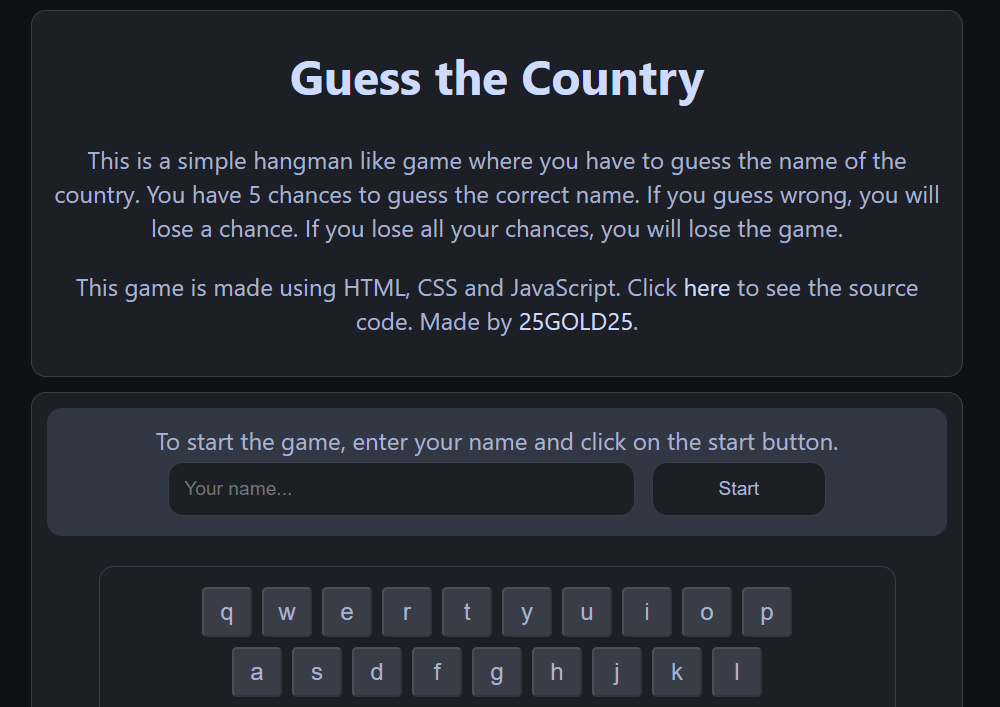 Guess the Country
This is a simple hangman like game where you have to guess the name of the
country. You have 5 chances to guess the correct name. If you guess wrong, you will
lose a chance. If you lose all your chances, you will lose the game.
This game is made using HTML, CSS and JavaScript. Click here to see the source
code. Made by 25GOLD25.
To start the game, enter your name and click on the start button.
Your name... Start
q w e r t y u i o p
a s d f g h j k l